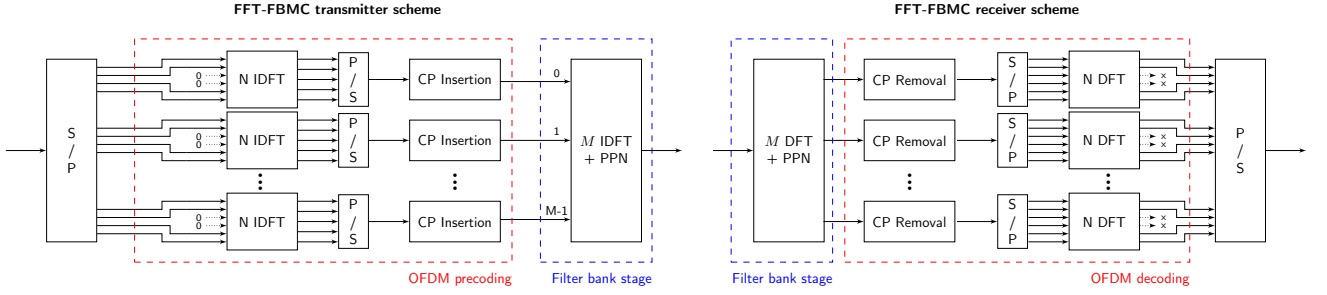 FFT-FBMC transmitter scheme
S
/
P
0
0
N IDFT
P
/
S
CP Insertion
0
0
0
N IDFT
P
/
S
CP Insertion
1
0
0
N IDFT
P
/
S
CP Insertion
M-1
M IDFT
+ PPN
OFDM precoding
Filter bank stage
FFT-FBMC receiver scheme
M DFT
+ PPN
CP Removal
S
/
P
N DFT
×
×
CP Removal
S
/
P
N DFT
×
×
CP Removal
S
/
P
N DFT
×
×
P
/
S
Filter bank stage
OFDM decoding